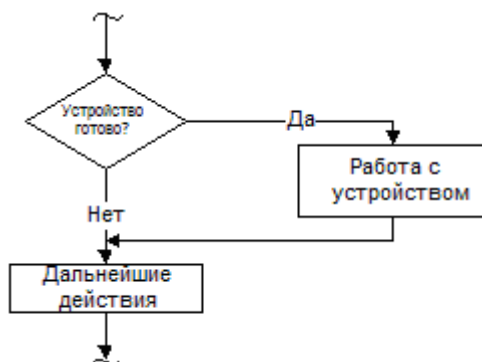 Устройство
готово?
Да
Работа с
устройством
Нет
Дальнейшие
действия